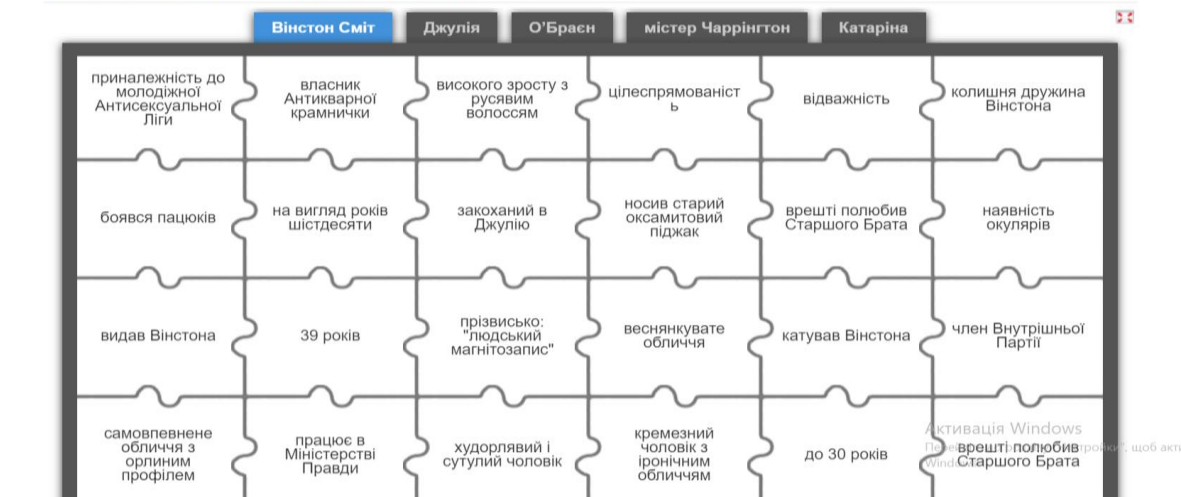 Вінстон Сміт
Джулія
О'Браєн
містер Чаррінгтон
Катаріна
приналежність до
молодіжної
Антисексуальної
Ліги
власник
Антикварної
крамнички
високого зросту з
русявим
волоссям
цілеспрямованіст
ь
відважність
колишня дружина
Вінстона
боявся пацюків
на вигляд років
шістдесяти
закоханий в
Джулію
носив старий
оксамитовий
піджак
врешті полюбив
Старшого Брата
наявність
окулярів
видав Вінстона
39 років
прізвисько:
"людський
магнітозапис"
веснянкувате
обличчя
катував Вінстона
член Внутрішньої
Партії
самовпевнене
обличчя з
орлиним
профілем
працює в
Міністерстві
Правди
худорлявий і
сутулий чоловік
кремезний
чоловік з
іронічним
обличчям
до 30 років
врешті полюбив
Старшого Брата
Активація Windows
щоб акти